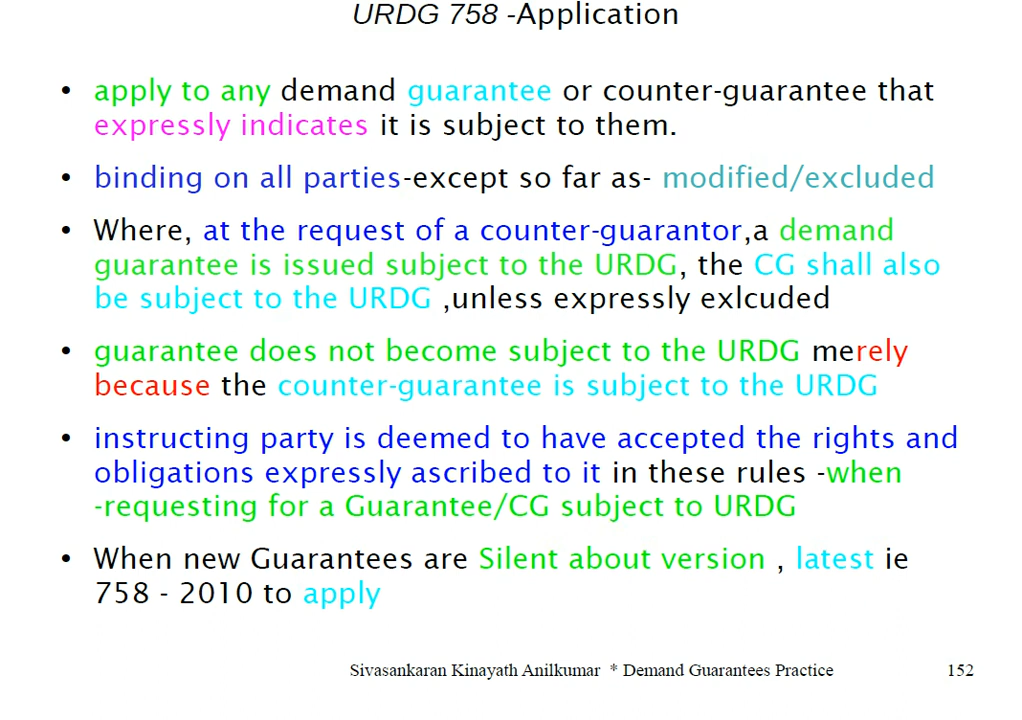 URDG 758 -Application
• apply to any demand guarantee or counter-guarantee that
expressly indicates it is subject to them.
• binding on all parties-except so far as- modified/excluded
• Where, at the request of a counter-guarantor,a demand
guarantee is issued subject to the URDG, the CG shall also
be subject to the URDG ,unless expressly exlcuded
• guarantee does not become subject to the URDG merely
because the counter-guarantee is subject to the URDG
• instructing party is deemed to have accepted the rights and
obligations expressly ascribed to it in these rules -when
-requesting for a Guarantee/CG subject to URDG
• When new Guarantees are Silent about version , latest ie
758 - 2010 to apply
Sivasankaran Kinayath Anilkumar * Demand Guarantees Practice 152